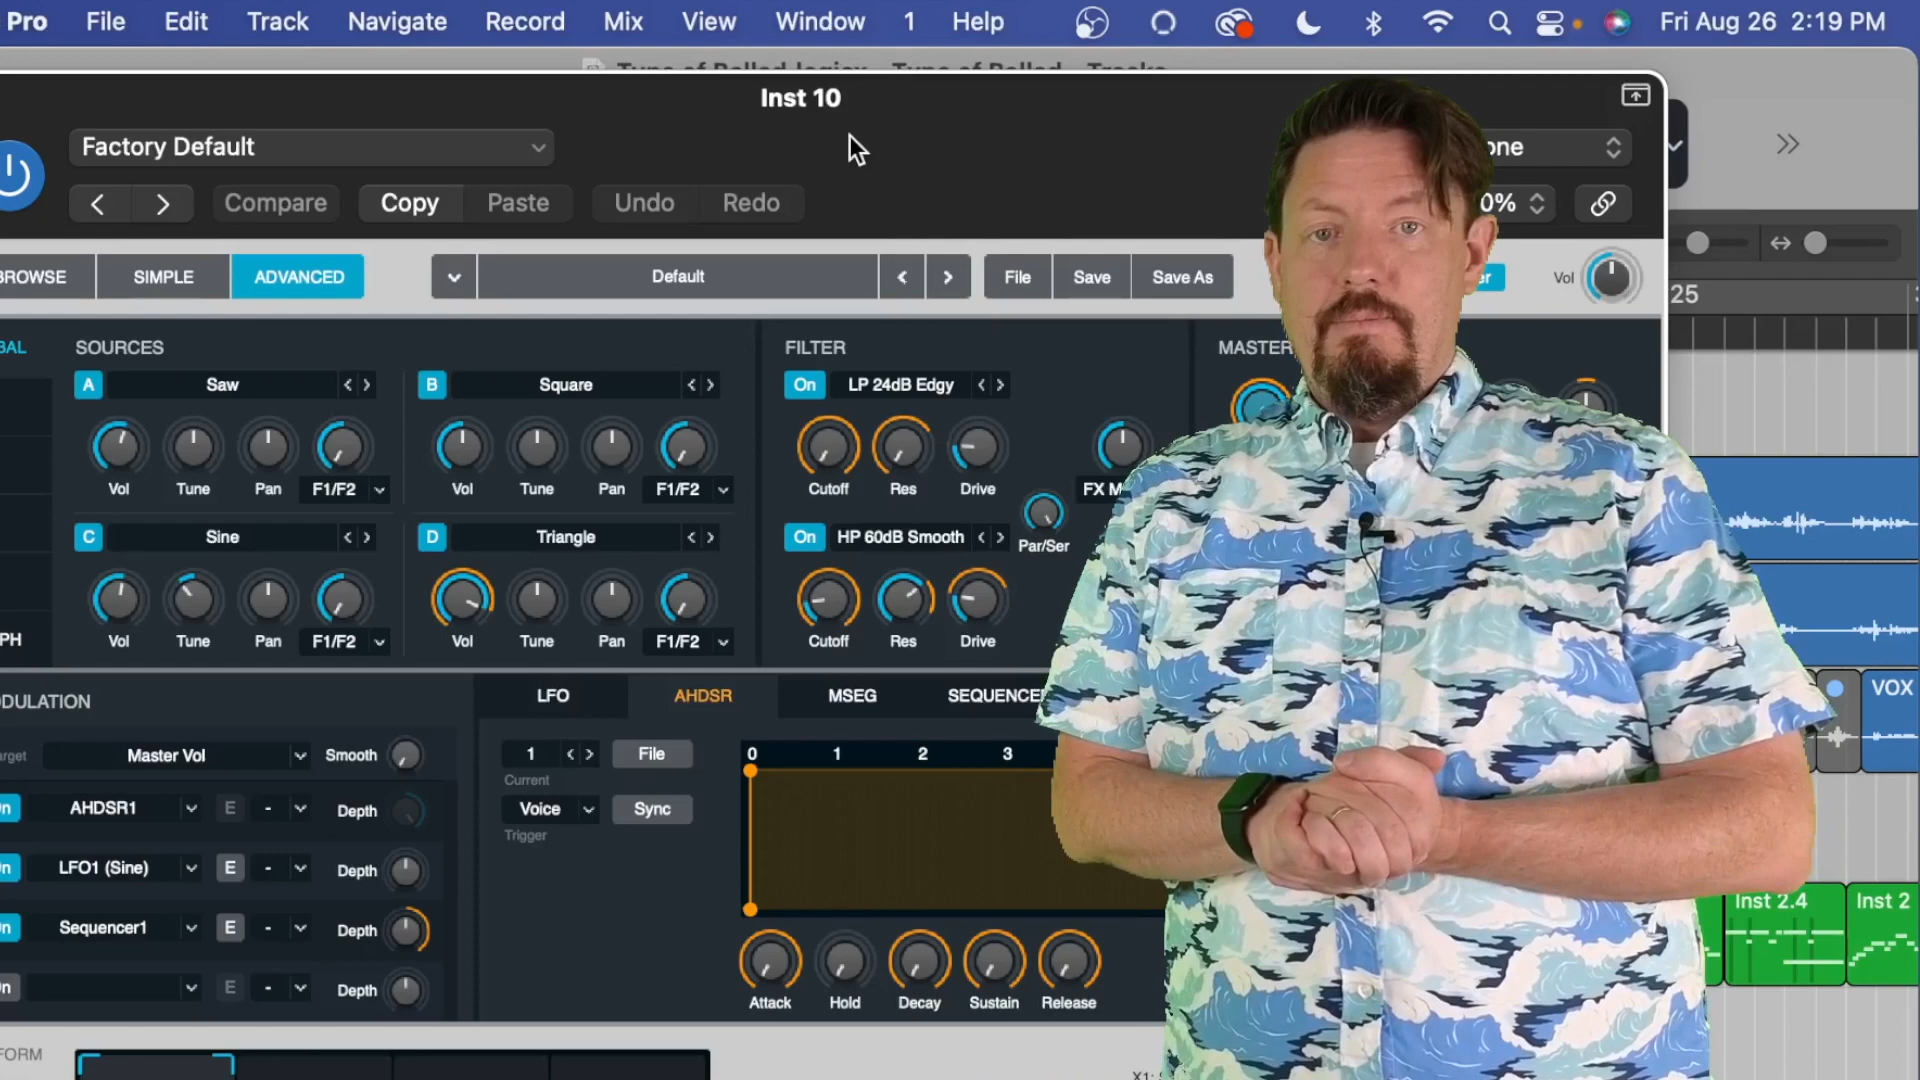 Pro File Edit Track Navigate Record Mix View Window 1 Help Fri Aug 26 2:19 PM
Inst 10
Factory Default
Compare Copy Paste Undo Redo 0%
SIMPLE ADVANCED Default File Save Save As Vol
25
SOURCES FILTER MASTER
A Saw B Square On LP 24dB Edgy
Vol Tune Pan F1/F2 Vol Tune Pan F1/F2 Cutoff Res Drive FX
C Sine D Triangle On HP 60dB Smooth Par/Ser
Vol Tune Pan F1/F2 Vol Tune Pan F1/F2 Cutoff Res Drive
LFO AHDSR MSEG SEQUENCER
VOX
Master Vol Smooth 1 File 0 1 2 3
Current
AHDSR1 E - Depth Voice Sync
Trigger
LFO1 (Sine) E - Depth
Inst 2.4 Inst 2
Sequencer1 E - Depth
E - Depth Attack Hold Decay Sustain Release